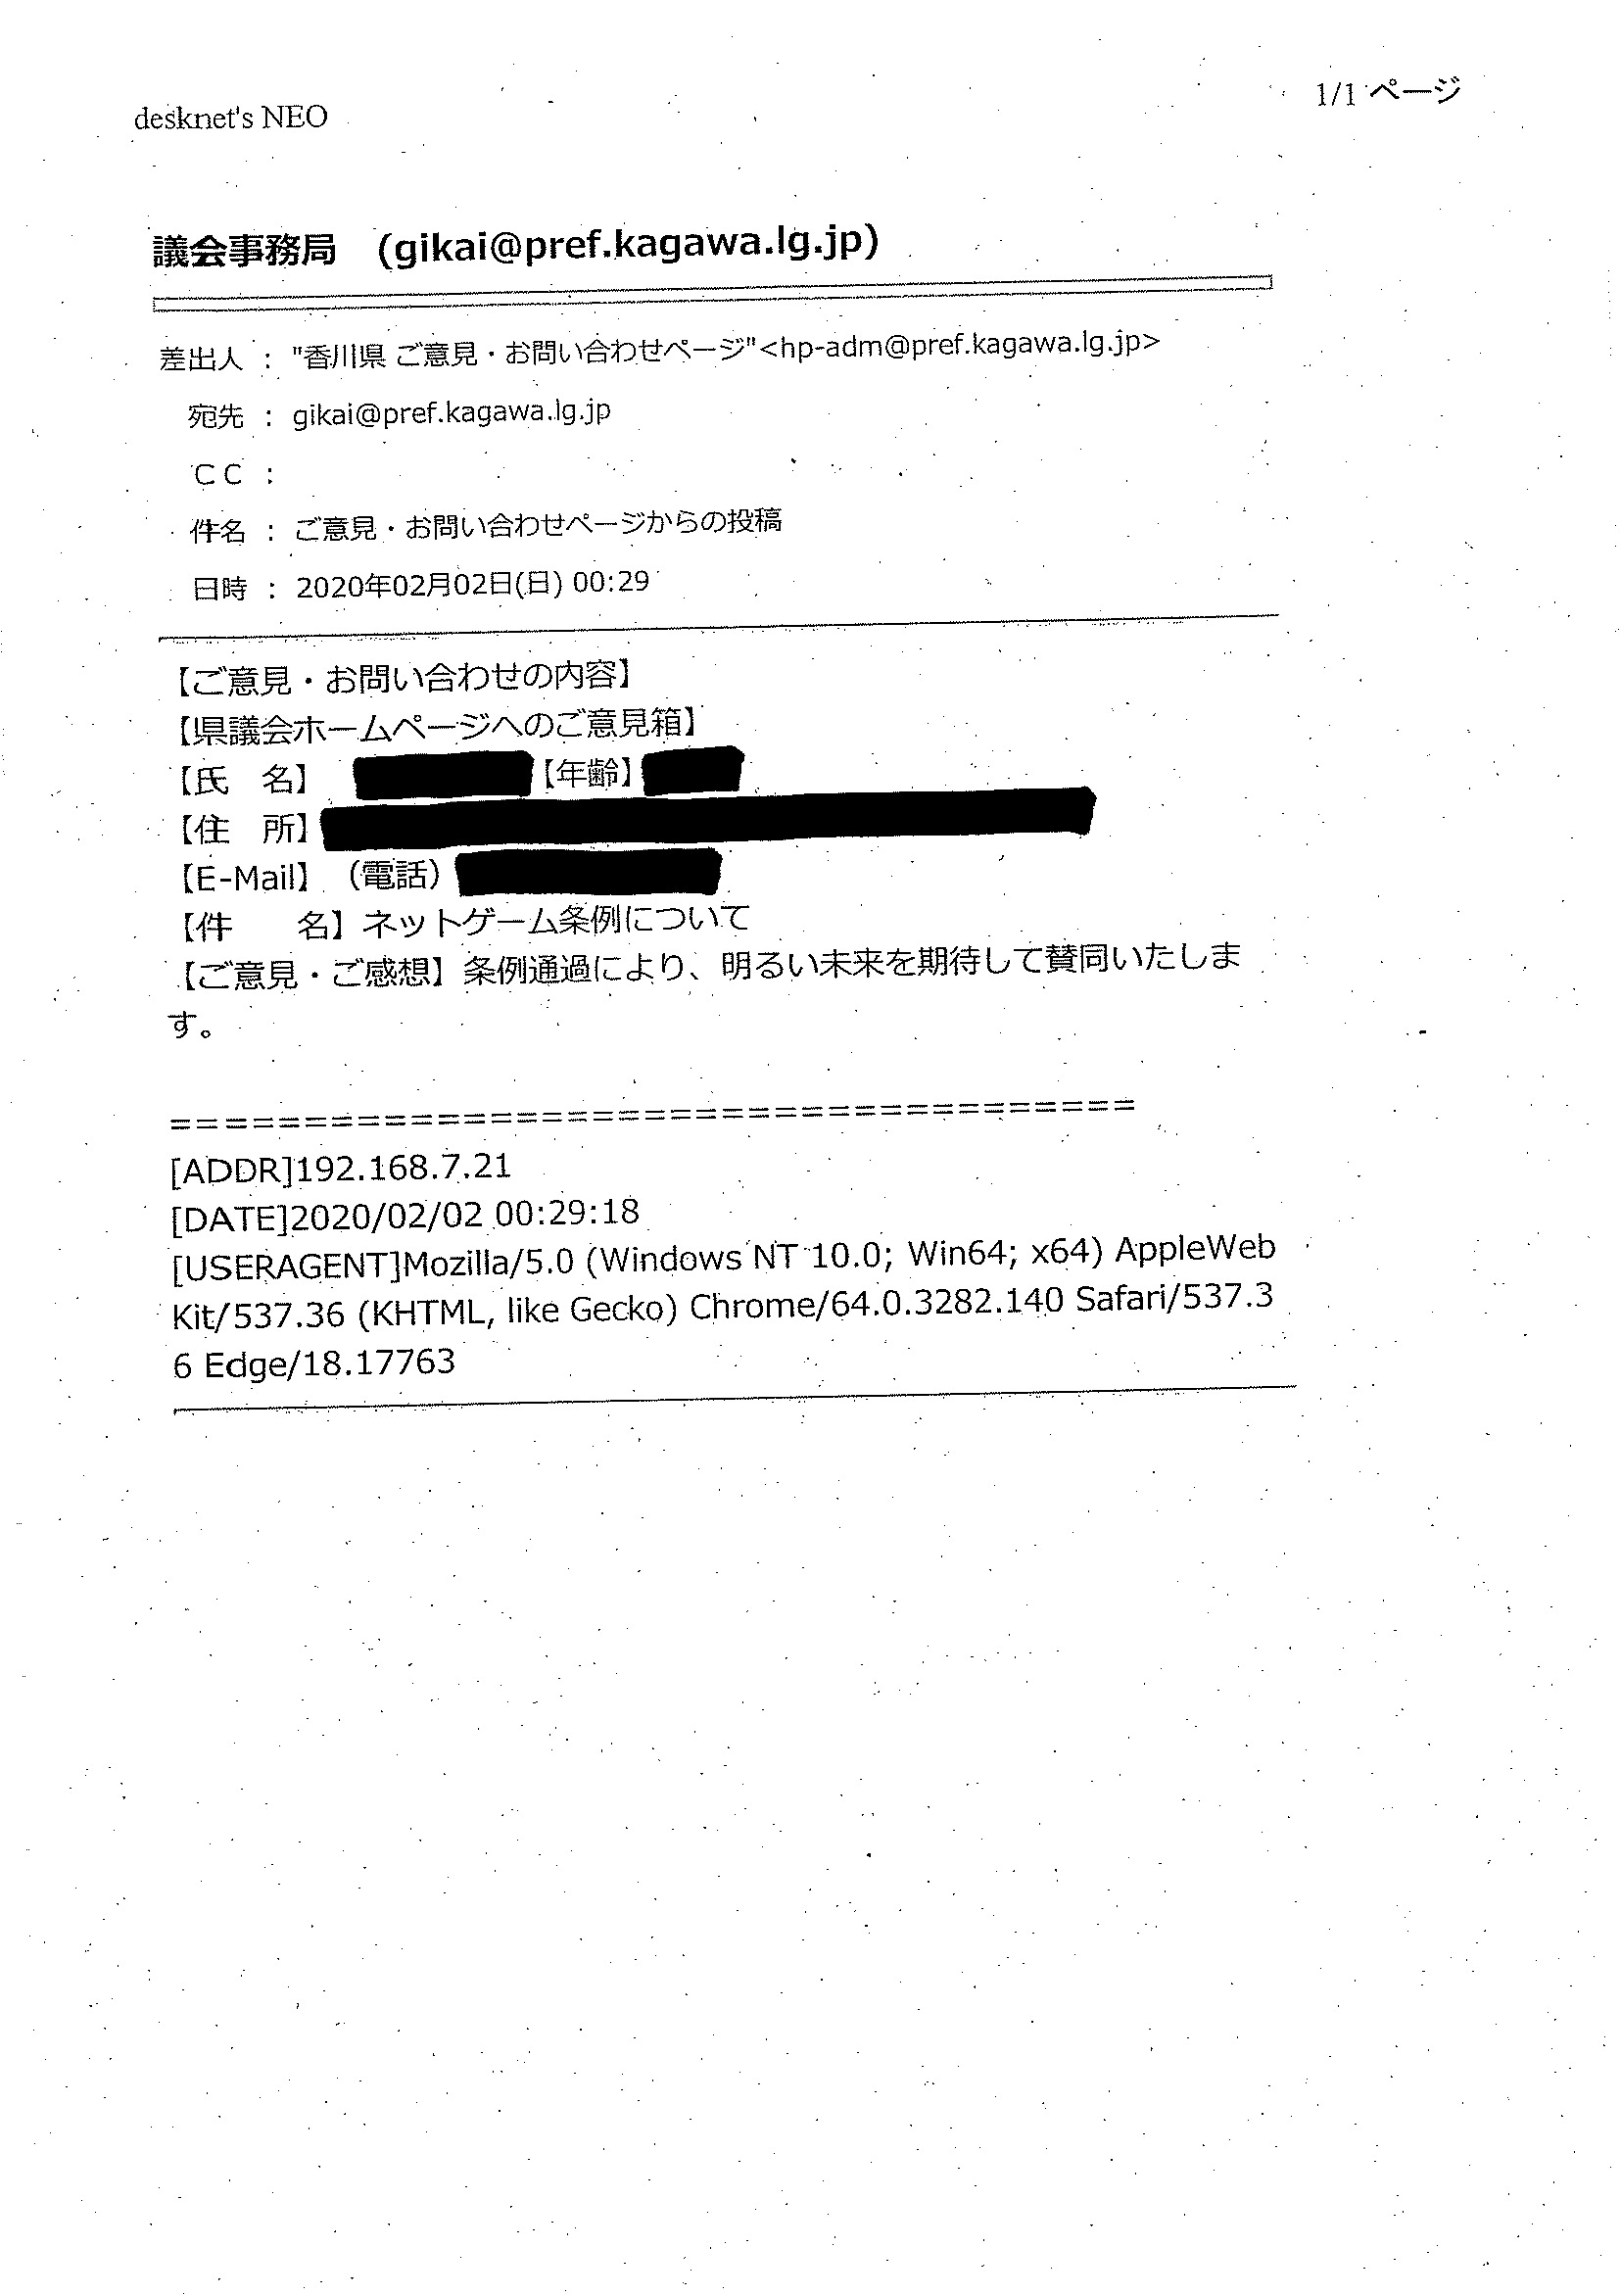 desknet's NEO
1/1 ページ
議会事務局　(gikai@pref.kagawa.lg.jp)
差出人 ： "香川県 ご意見・お問い合わせページ"<hp-adm@pref.kagawa.lg.jp>
宛先 ： gikai@pref.kagawa.lg.jp
ＣＣ ：
件名 ： ご意見・お問い合わせページからの投稿
日時 ： 2020年02月02日(日) 00:29
【ご意見・お問い合わせの内容】
【県議会ホームページへのご意見箱】
【氏　名】　【年齢】
【住　所】
【E-Mail】（電話）
【件　　名】ネットゲーム条例について
【ご意見・ご感想】条例通過により、明るい未来を期待して賛同いたしま
す。
=====================================
[ADDR]192.168.7.21
[DATE]2020/02/02 00:29:18
[USERAGENT]Mozilla/5.0 (Windows NT 10.0; Win64; x64) AppleWeb
Kit/537.36 (KHTML, like Gecko) Chrome/64.0.3282.140 Safari/537.3
6 Edge/18.17763